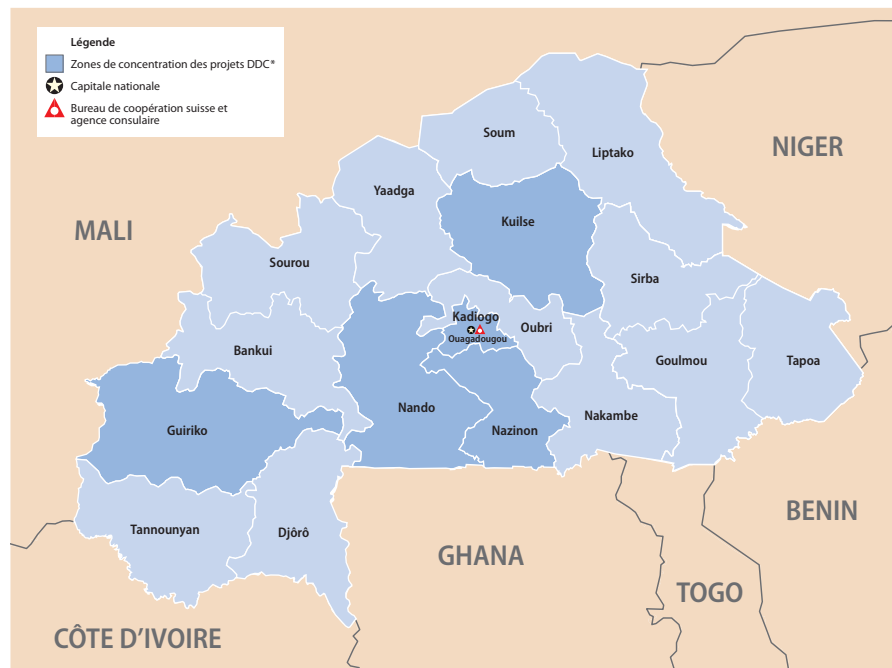 Légende
Zones de concentration des projets DDC*
Capitale nationale
Bureau de coopération suisse et
agence consulaire
Soum
Liptako
NIGER
Yaadga
Kuilse
MALI
Sourou
Sirba
Kadiogo
Oubri
Ouagadougou
Bankui
Goulmou
Tapoa
Nando
Nakambe
Guiriko
Nazinon
BENIN
Tannounyan
Djôrô
GHANA
TOGO
CÔTE D'IVOIRE